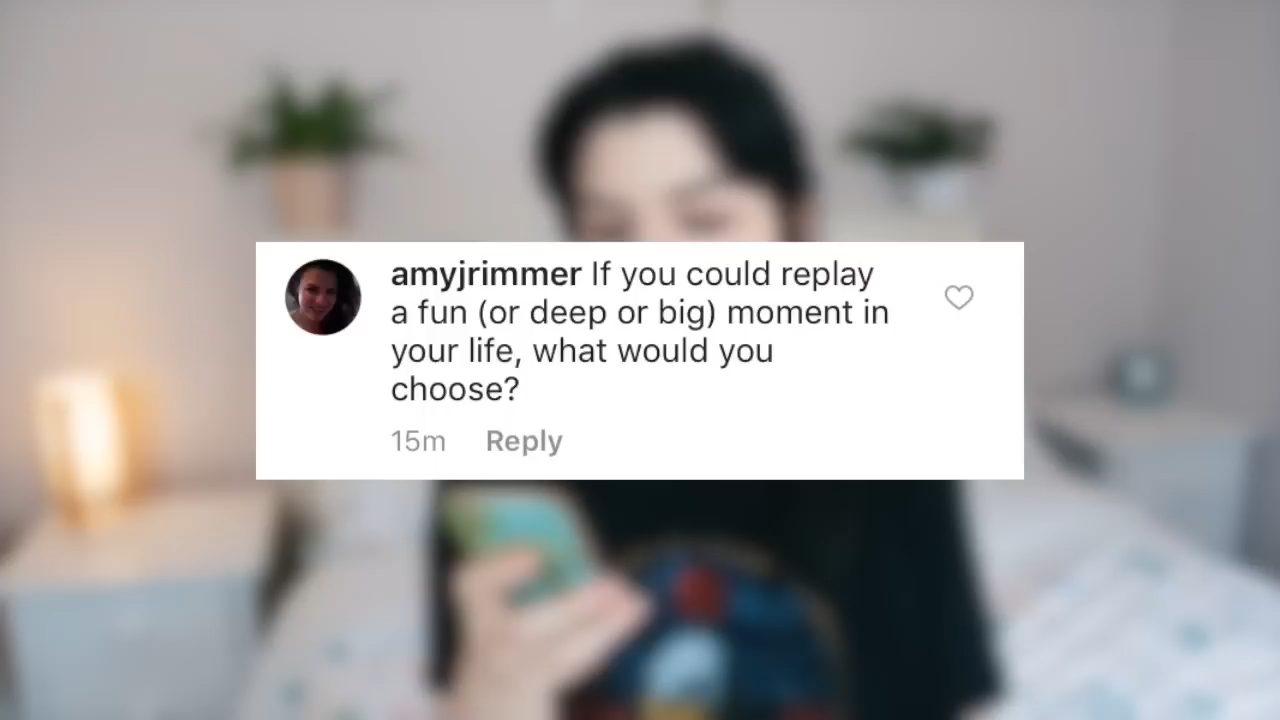 amyjrimmer If you could replay
a fun (or deep or big) moment in
your life, what would you
choose?
15m Reply